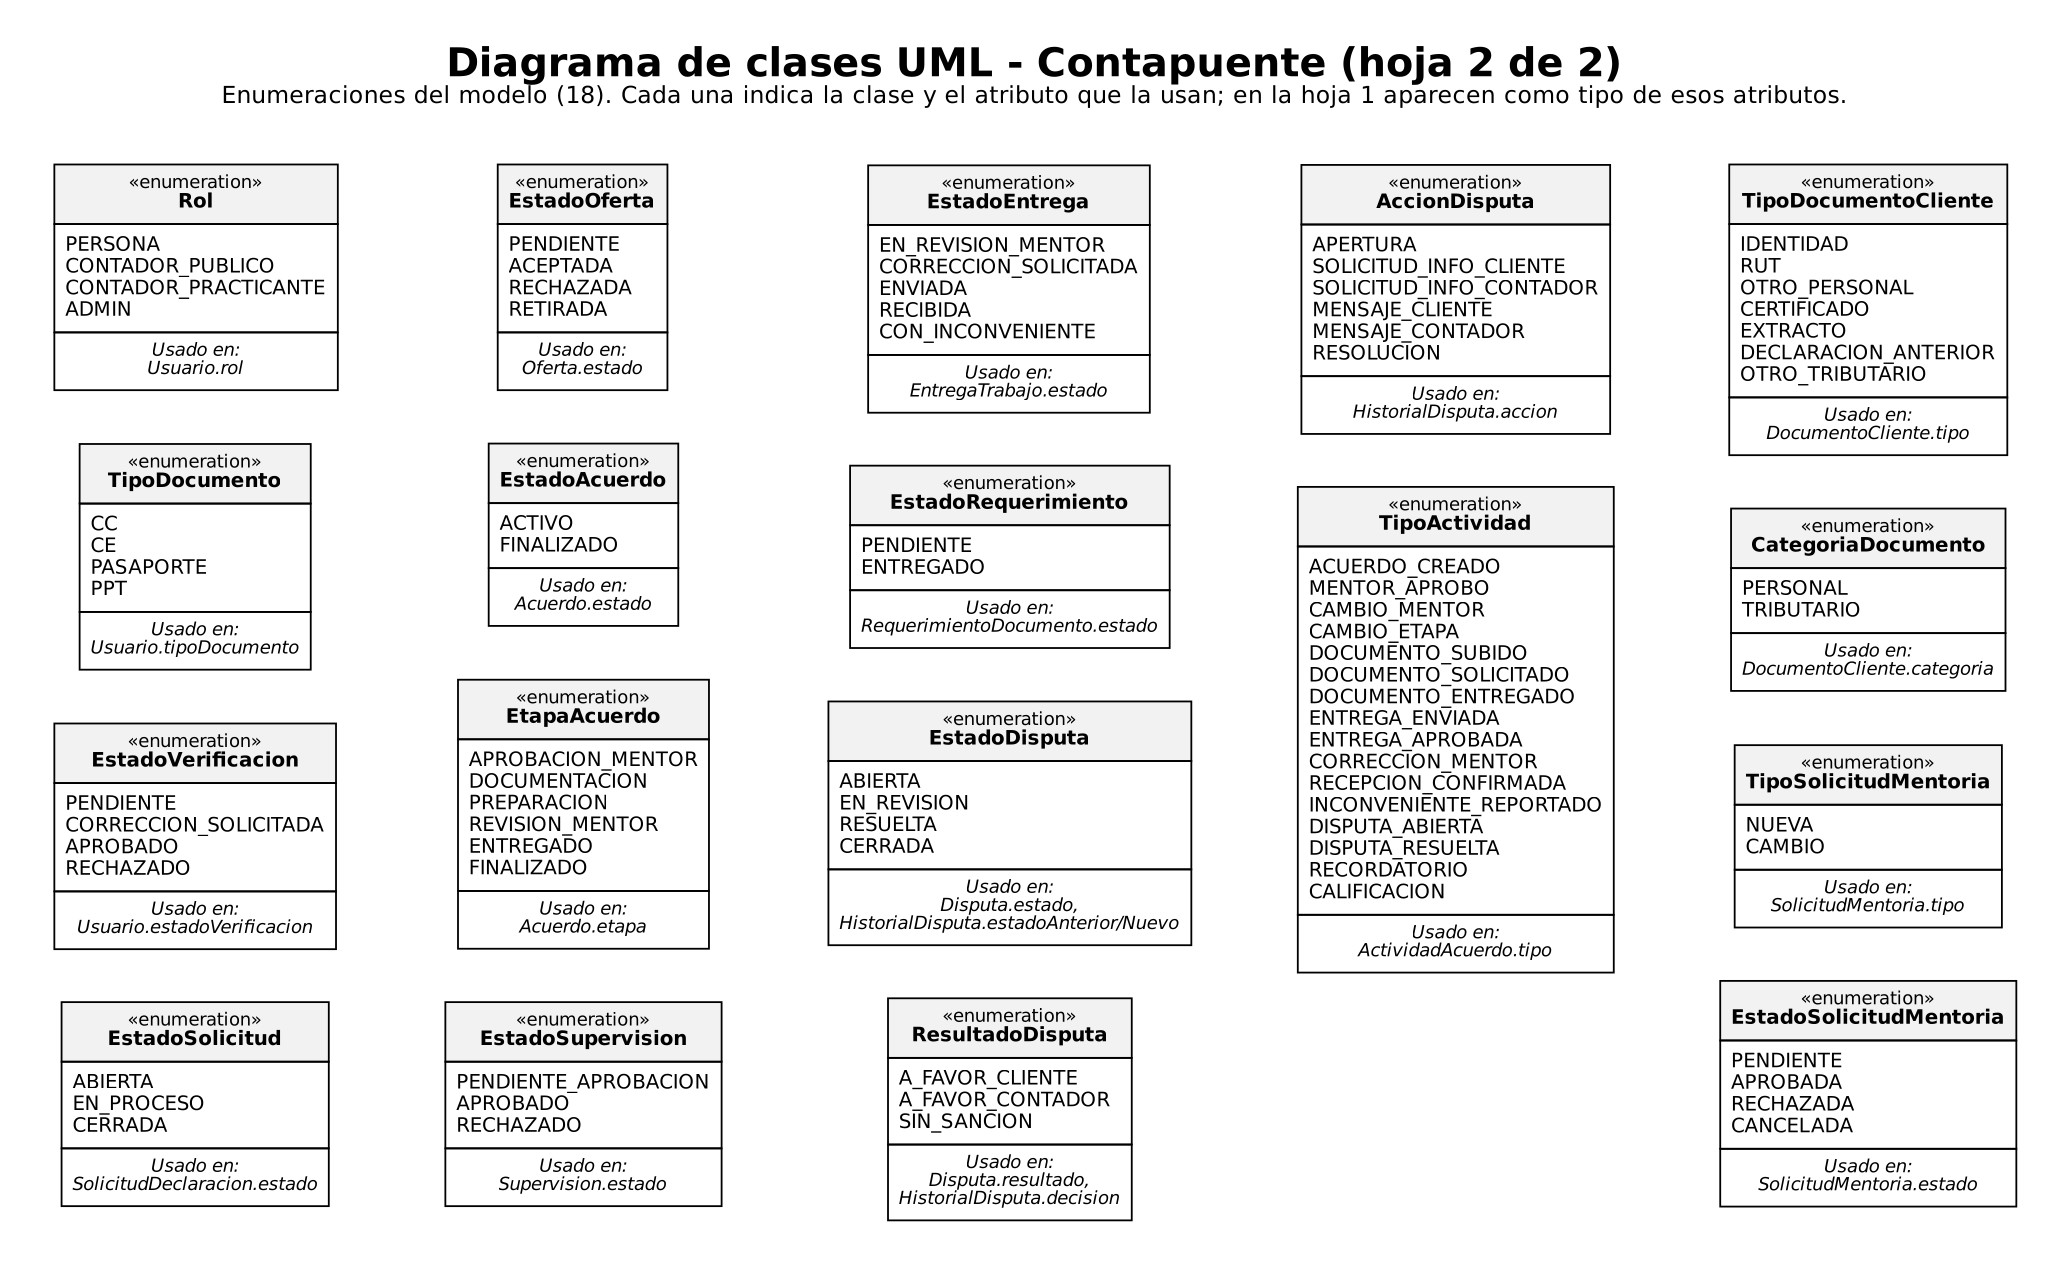 Diagrama de clases UML - Contapuente (hoja 2 de 2)
Enumeraciones del modelo (18). Cada una indica la clase y el atributo que la usan; en la hoja 1 aparecen como tipo de esos atributos.
«enumeration»
Rol
PERSONA
CONTADOR_PUBLICO
CONTADOR_PRACTICANTE
ADMIN
Usado en:
Usuario.rol
«enumeration»
TipoDocumento
CC
CE
PASAPORTE
PPT
Usado en:
Usuario.tipoDocumento
«enumeration»
EstadoVerificacion
PENDIENTE
CORRECCION_SOLICITADA
APROBADO
RECHAZADO
Usado en:
Usuario.estadoVerificacion
«enumeration»
EstadoSolicitud
ABIERTA
EN_PROCESO
CERRADA
Usado en:
SolicitudDeclaracion.estado
«enumeration»
EstadoOferta
PENDIENTE
ACEPTADA
RECHAZADA
RETIRADA
Usado en:
Oferta.estado
«enumeration»
EstadoAcuerdo
ACTIVO
FINALIZADO
Usado en:
Acuerdo.estado
«enumeration»
EtapaAcuerdo
APROBACION_MENTOR
DOCUMENTACION
PREPARACION
REVISION_MENTOR
ENTREGADO
FINALIZADO
Usado en:
Acuerdo.etapa
«enumeration»
EstadoSupervision
PENDIENTE_APROBACION
APROBADO
RECHAZADO
Usado en:
Supervision.estado
«enumeration»
EstadoEntrega
EN_REVISION_MENTOR
CORRECCION_SOLICITADA
ENVIADA
RECIBIDA
CON_INCONVENIENTE
Usado en:
EntregaTrabajo.estado
«enumeration»
EstadoRequerimiento
PENDIENTE
ENTREGADO
Usado en:
RequerimientoDocumento.estado
«enumeration»
EstadoDisputa
ABIERTA
EN_REVISION
RESUELTA
CERRADA
Usado en:
Disputa.estado,
HistorialDisputa.estadoAnterior/Nuevo
«enumeration»
ResultadoDisputa
A_FAVOR_CLIENTE
A_FAVOR_CONTADOR
SIN_SANCION
Usado en:
Disputa.resultado,
HistorialDisputa.decision
«enumeration»
AccionDisputa
APERTURA
SOLICITUD_INFO_CLIENTE
SOLICITUD_INFO_CONTADOR
MENSAJE_CLIENTE
MENSAJE_CONTADOR
RESOLUCION
Usado en:
HistorialDisputa.accion
«enumeration»
TipoActividad
ACUERDO_CREADO
MENTOR_APROBO
CAMBIO_MENTOR
CAMBIO_ETAPA
DOCUMENTO_SUBIDO
DOCUMENTO_SOLICITADO
DOCUMENTO_ENTREGADO
ENTREGA_ENVIADA
ENTREGA_APROBADA
CORRECCION_MENTOR
RECEPCION_CONFIRMADA
INCONVENIENTE_REPORTADO
DISPUTA_ABIERTA
DISPUTA_RESUELTA
RECORDATORIO
CALIFICACION
Usado en:
ActividadAcuerdo.tipo
«enumeration»
TipoDocumentoCliente
IDENTIDAD
RUT
OTRO_PERSONAL
CERTIFICADO
EXTRACTO
DECLARACION_ANTERIOR
OTRO_TRIBUTARIO
Usado en:
DocumentoCliente.tipo
«enumeration»
CategoriaDocumento
PERSONAL
TRIBUTARIO
Usado en:
DocumentoCliente.categoria
«enumeration»
TipoSolicitudMentoria
NUEVA
CAMBIO
Usado en:
SolicitudMentoria.tipo
«enumeration»
EstadoSolicitudMentoria
PENDIENTE
APROBADA
RECHAZADA
CANCELADA
Usado en:
SolicitudMentoria.estado